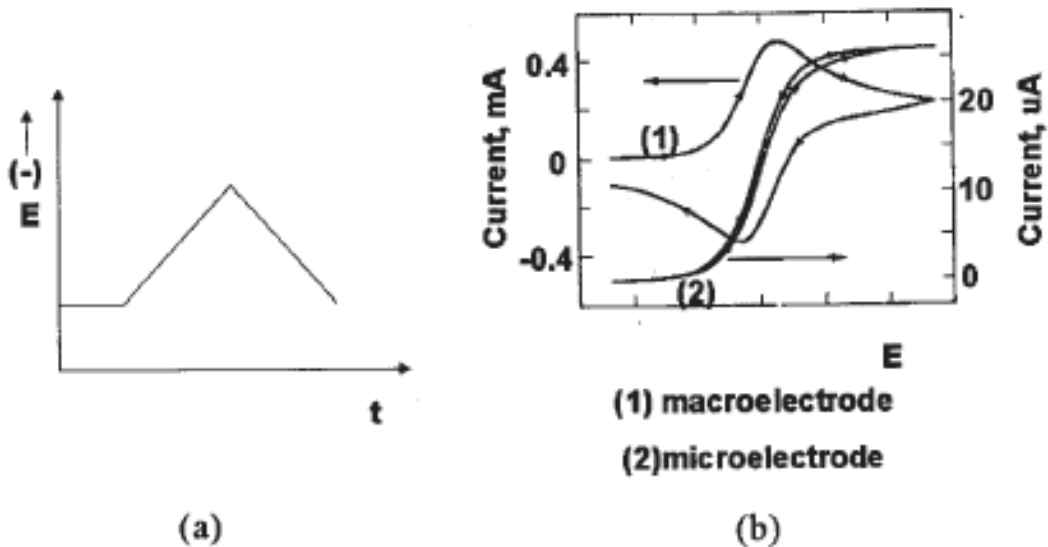 E (-)
t
(a)
Current, mA
0.4
0
-0.4
(1)
(2)
20
10
0
Current, uA
E
(1) macroelectrode
(2)microelectrode
(b)